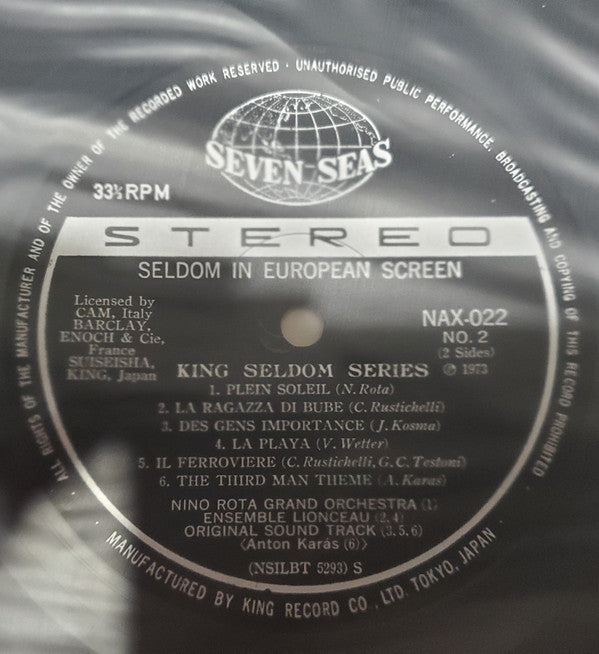 ALL RIGHTS OF THE MANUFACTURER AND OF THE OWNER OF THE RECORDED WORK RESERVED · UNAUTHORISED PUBLIC PERFORMANCE, BROADCASTING AND COPYING OF THIS RECORD PROHIBITED
SEVEN SEAS
33⅓ RPM
STEREO
SELDOM IN EUROPEAN SCREEN
Licensed by
CAM, Italy
BARCLAY,
ENOCH & Cie,
France
SUISEISHA,
KING, Japan
NAX-022
NO. 2
(2 Sides)
℗ 1973
KING SELDOM SERIES
1. PLEIN SOLEIL (N. Rota)
2. LA RAGAZZA DI BUBE (C. Rustichelli)
3. DES GENS IMPORTANCE (J. Kosma)
4. LA PLAYA (V. Wetter)
5. IL FERROVIERE (C. Rustichelli, G. C. Testoni)
6. THE THIRD MAN THEME (A. Karas)
NINO ROTA GRAND ORCHESTRA (1)
ENSEMBLE LIONCEAU (2, 4)
ORIGINAL SOUND TRACK (3, 5, 6)
〈Anton Karás (6)〉
(NSILBT 5293) S
MANUFACTURED BY KING RECORD CO., LTD. TOKYO, JAPAN